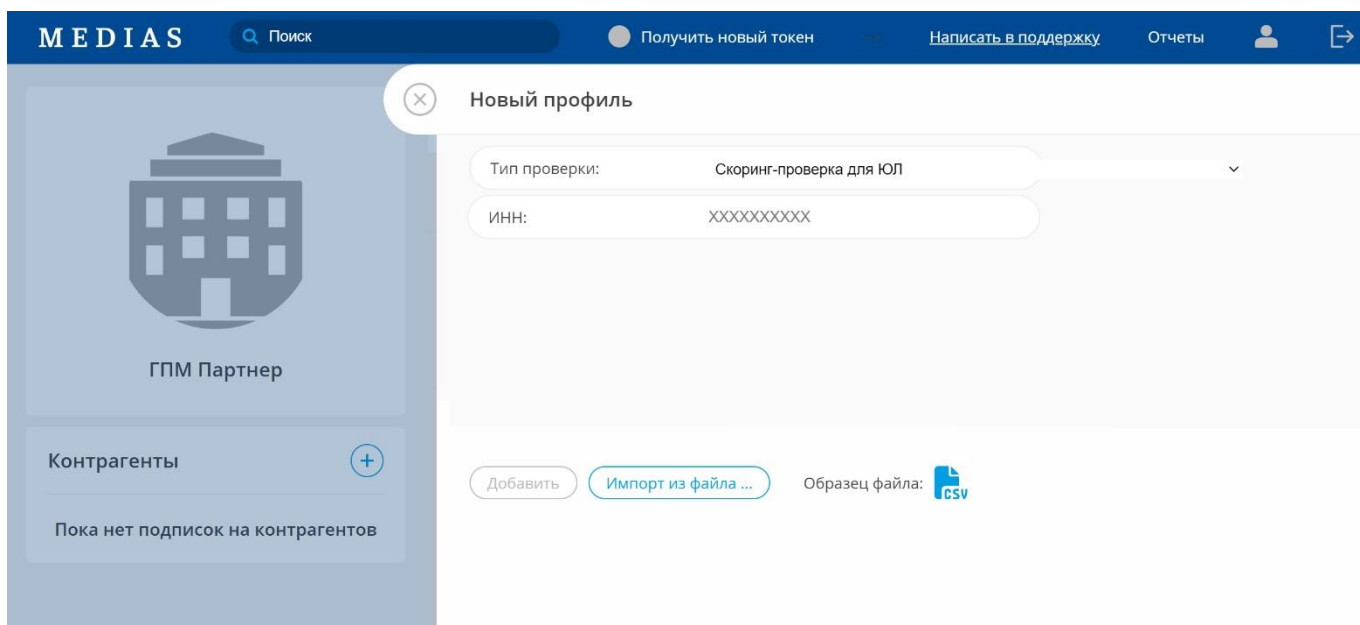 MEDIAS Поиск Получить новый токен Написать в поддержку Отчеты
Новый профиль
Тип проверки: Скоринг-проверка для ЮЛ
ИНН: XXXXXXXXXX
ГПМ Партнер
Контрагенты
Пока нет подписок на контрагентов
Добавить Импорт из файла ... Образец файла: CSV